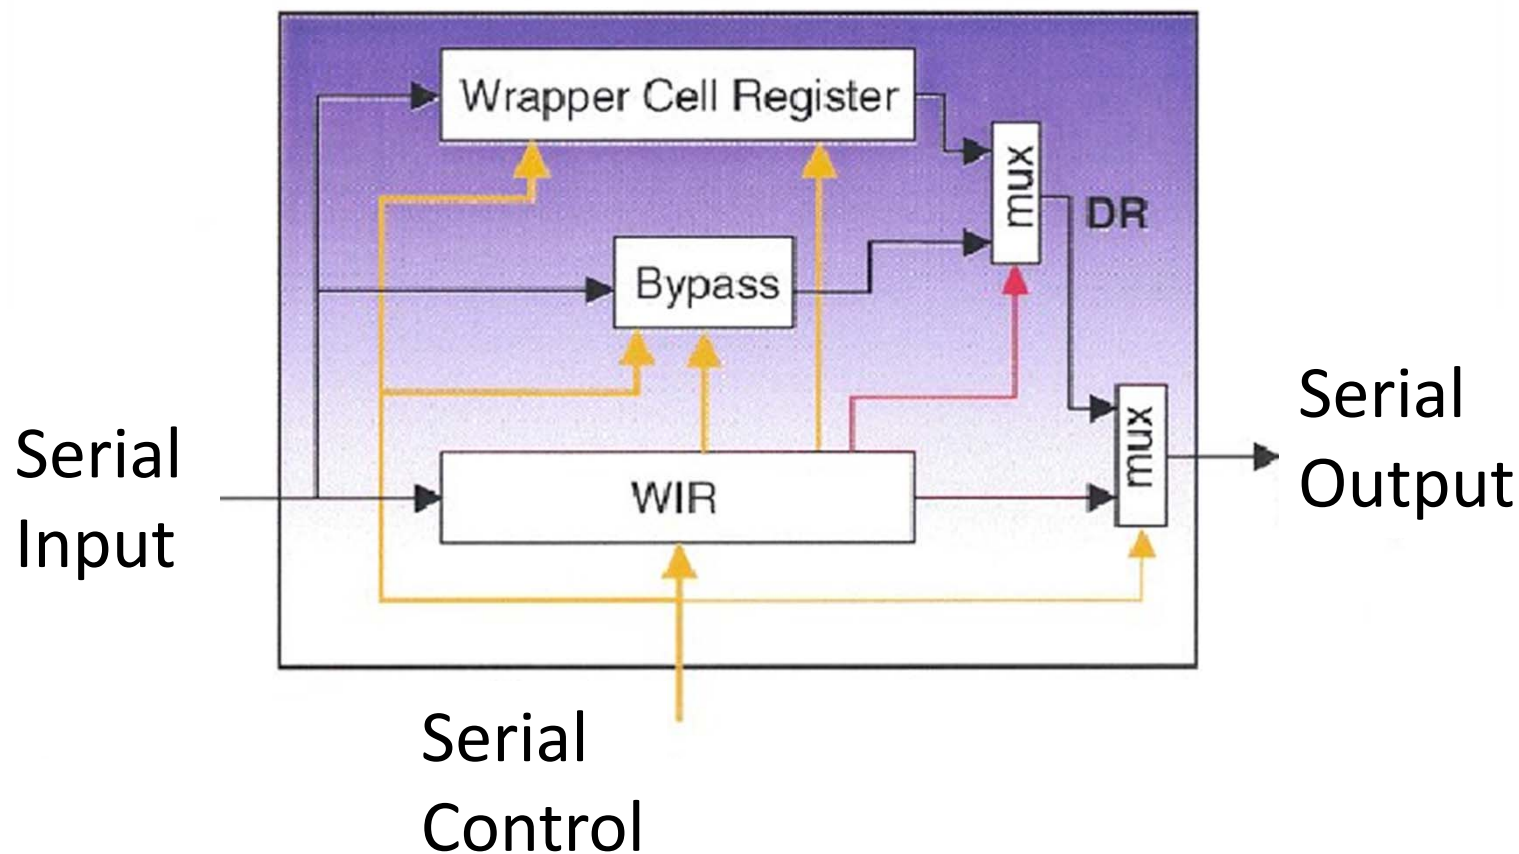 Wrapper Cell Register
mux
DR
Bypass
Serial
Input
WIR
mux
Serial
Output
Serial
Control